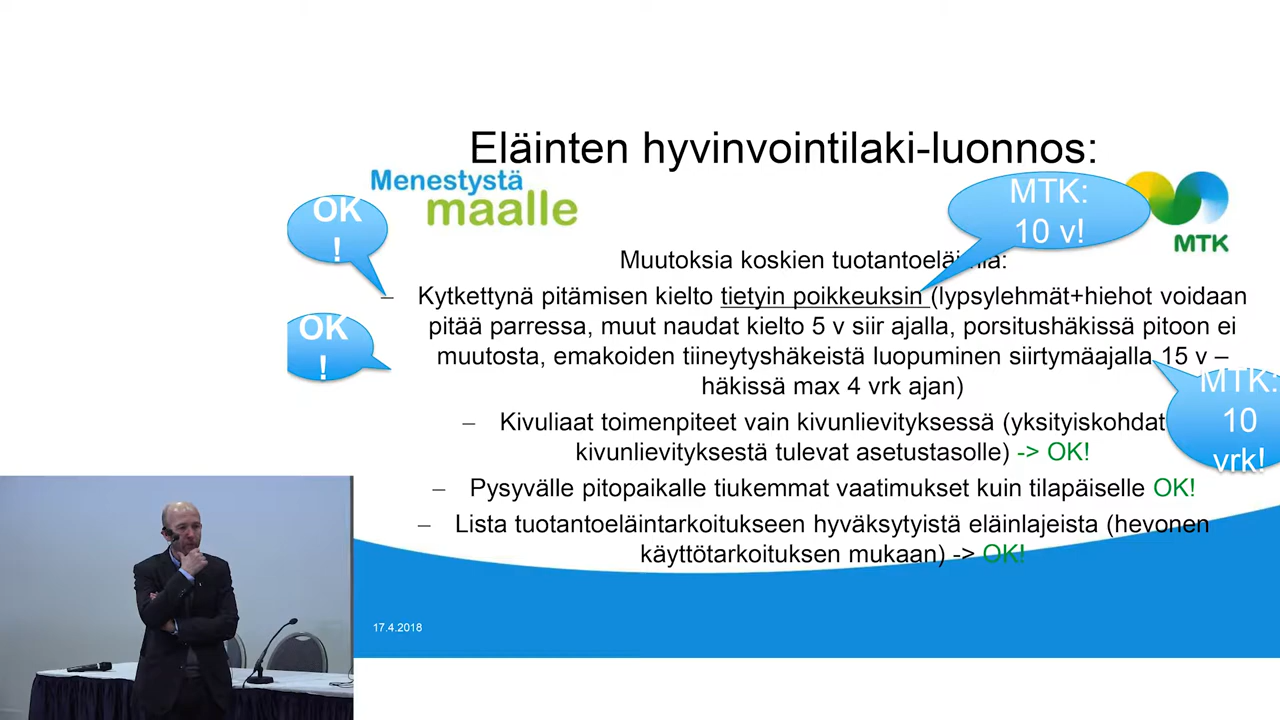 Eläinten hyvinvointilaki-luonnos:
Menestystä
maalle
OK
!
MTK:
10 v!
MTK
Muutoksia koskien tuotantoeläimiä:
– Kytkettynä pitämisen kielto tietyin poikkeuksin (lypsylehmät+hiehot voidaan
pitää parressa, muut naudat kielto 5 v siir ajalla, porsitushäkissä pitoon ei
muutosta, emakoiden tiineytyshäkeistä luopuminen siirtymäajalla 15 v –
häkissä max 4 vrk ajan)
OK
!
MTK:
10
vrk!
– Kivuliaat toimenpiteet vain kivunlievityksessä (yksityiskohdat
kivunlievityksestä tulevat asetustasolle) -> OK!
– Pysyvälle pitopaikalle tiukemmat vaatimukset kuin tilapäiselle OK!
– Lista tuotantoeläintarkoitukseen hyväksytyistä eläinlajeista (hevonen
käyttötarkoituksen mukaan) -> OK!
17.4.2018